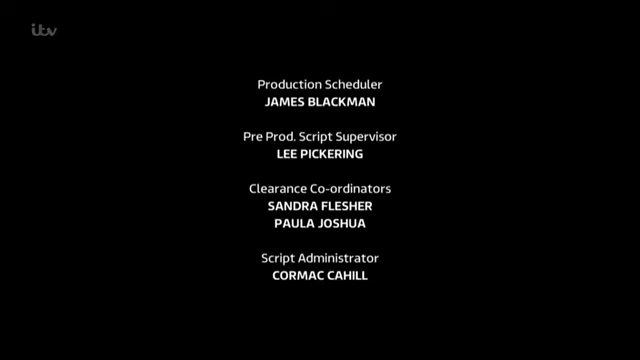 itv
Production Scheduler
JAMES BLACKMAN
Pre Prod. Script Supervisor
LEE PICKERING
Clearance Co-ordinators
SANDRA FLESHER
PAULA JOSHUA
Script Administrator
CORMAC CAHILL